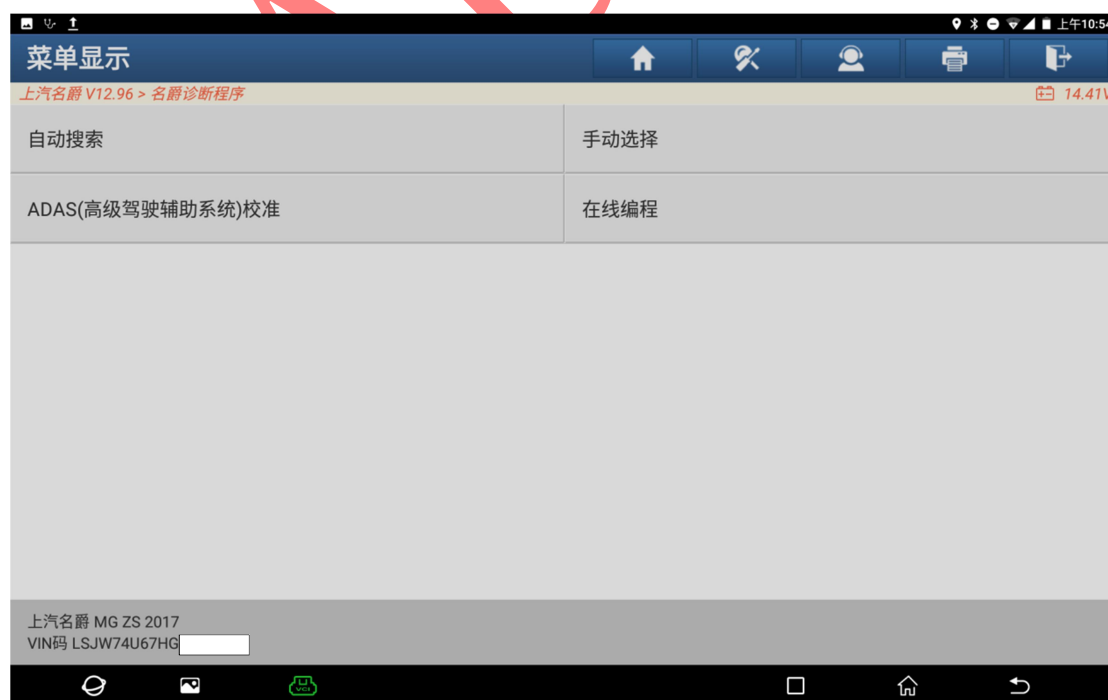 上午10:54
菜单显示
上汽名爵 V12.96 > 名爵诊断程序
14.41V
自动搜索
手动选择
ADAS(高级驾驶辅助系统)校准
在线编程
上汽名爵 MG ZS 2017
VIN码 LSJW74U67HG
VCI